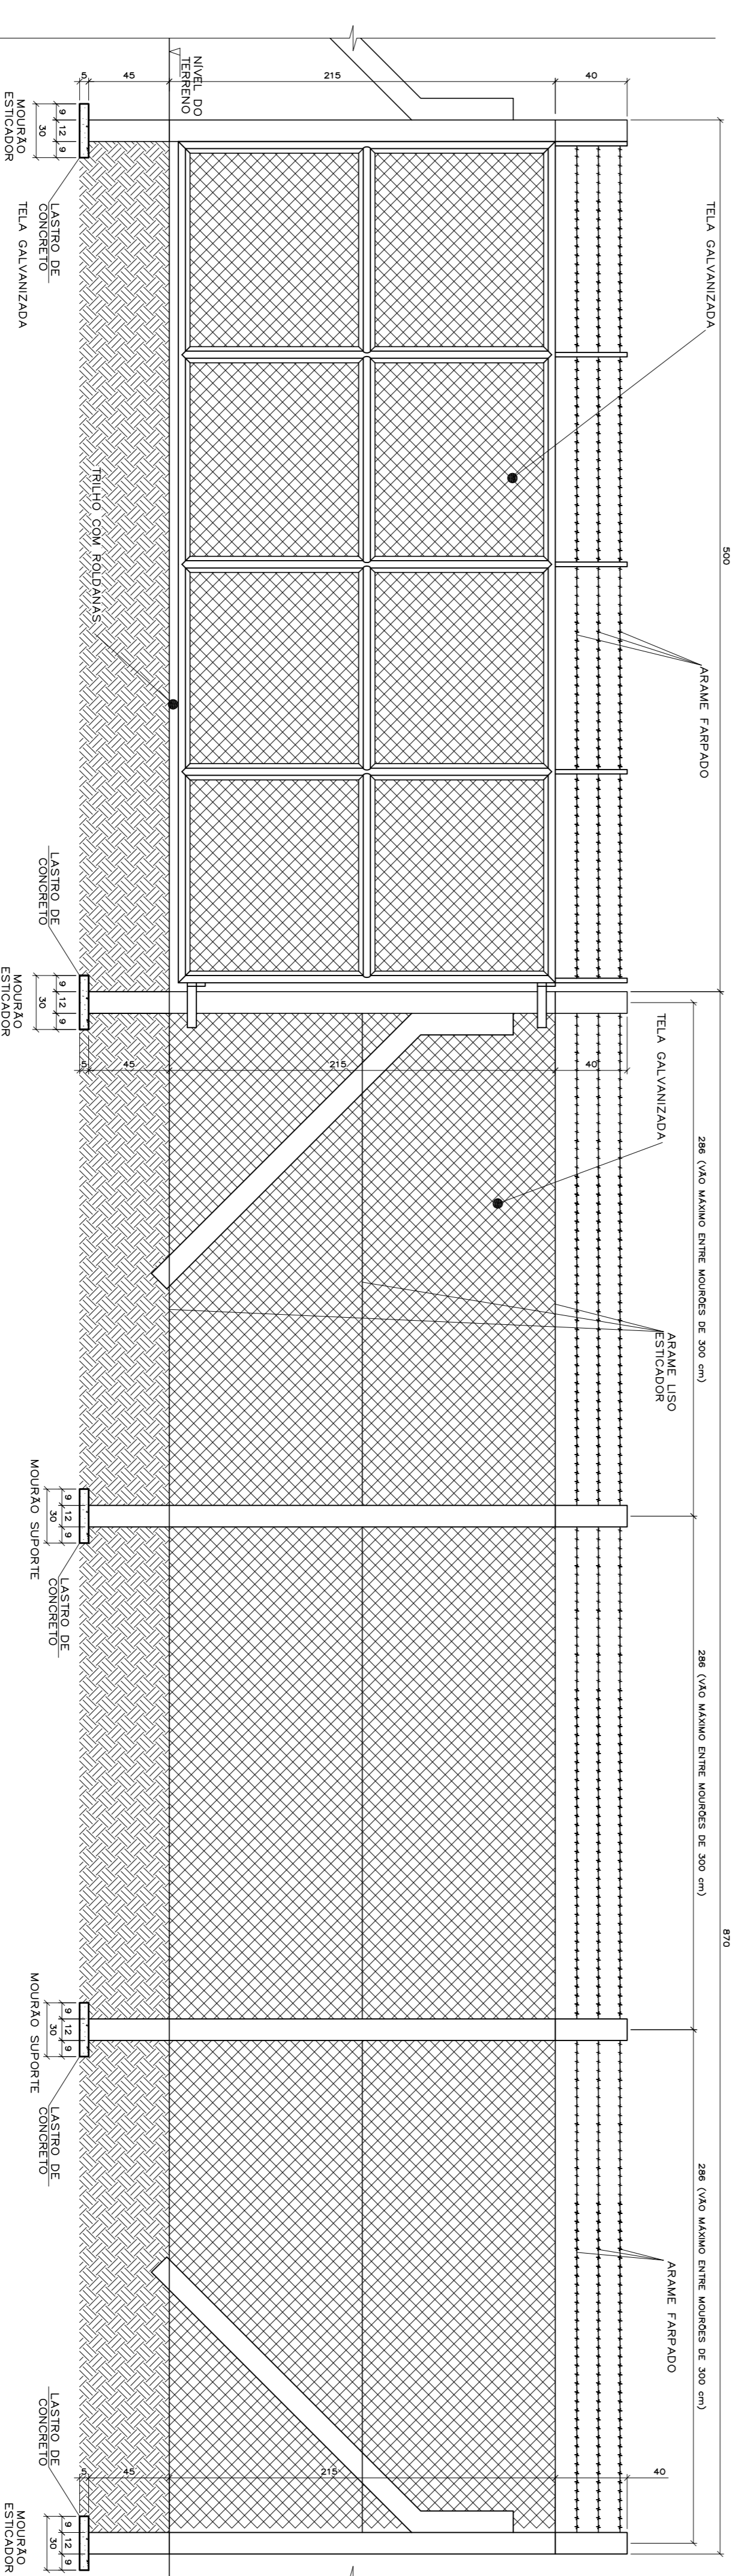 500
870
286 (VÃO MÁXIMO ENTRE MOURÕES DE 300 cm)
286 (VÃO MÁXIMO ENTRE MOURÕES DE 300 cm)
286 (VÃO MÁXIMO ENTRE MOURÕES DE 300 cm)
TELA GALVANIZADA
ARAME FARPADO
TELA GALVANIZADA
ARAME LISO
ESTICADOR
ARAME FARPADO
40
215
45
5
40
215
45
5
40
215
45
5
NÍVEL DO
TERRENO
TRILHO COM ROLDANAS
9
12
9
30
MOURÃO
ESTICADOR
LASTRO DE
CONCRETO
TELA GALVANIZADA
LASTRO DE
CONCRETO
9
12
9
30
MOURÃO
ESTICADOR
9
12
9
30
MOURÃO SUPORTE
LASTRO DE
CONCRETO
9
12
9
30
MOURÃO SUPORTE
LASTRO DE
CONCRETO
LASTRO DE
CONCRETO
9
12
9
30
MOURÃO
ESTICADOR